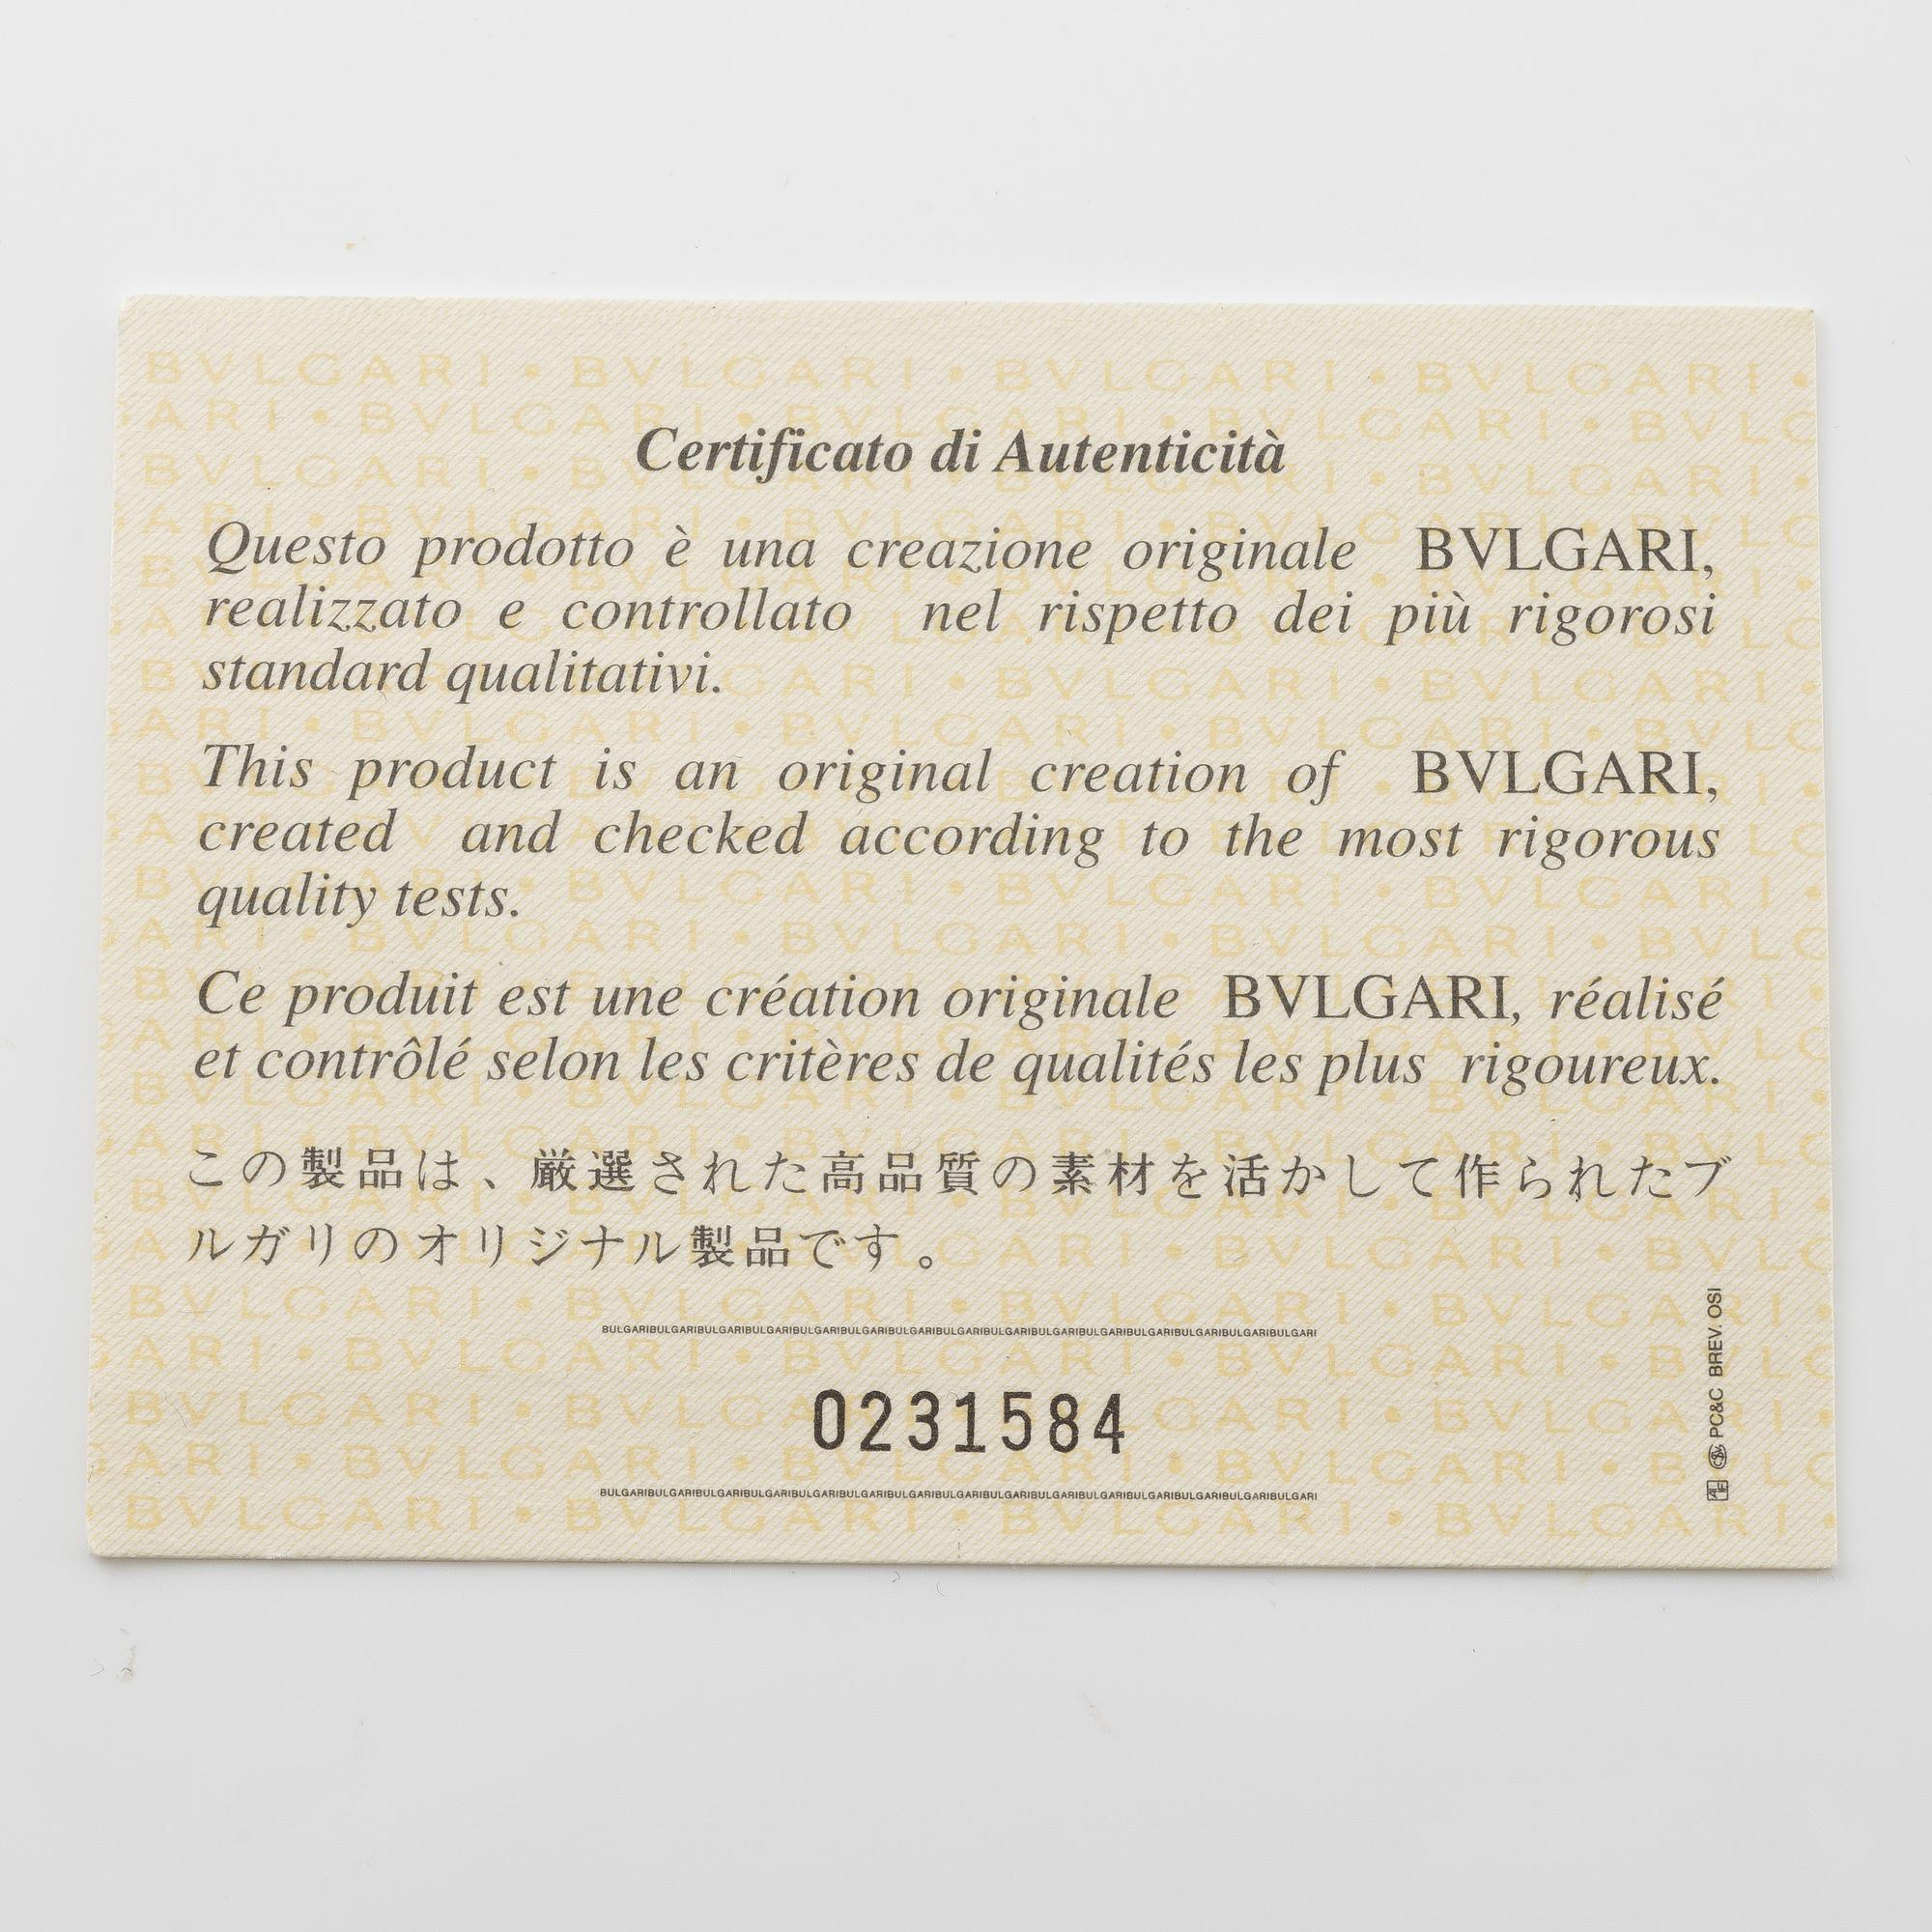 Certificato di Autenticità
Questo prodotto è una creazione originale BVLGARI,
realizzato e controllato nel rispetto dei più rigorosi
standard qualitativi.
This product is an original creation of BVLGARI,
created and checked according to the most rigorous
quality tests.
Ce produit est une création originale BVLGARI, réalisé
et contrôlé selon les critères de qualités les plus rigoureux.
この製品は、厳選された高品質の素材を活かして作られたブ
ルガリのオリジナル製品です。
BULGARIBULGARIBULGARIBULGARIBULGARIBULGARIBULGARIBULGARIBULGARIBULGARIBULGARIBULGARIBULGARIBULGARIBULGARI
0231584
BULGARIBULGARIBULGARIBULGARIBULGARIBULGARIBULGARIBULGARIBULGARIBULGARIBULGARIBULGARIBULGARIBULGARIBULGARI
PC&C BREV. OSI